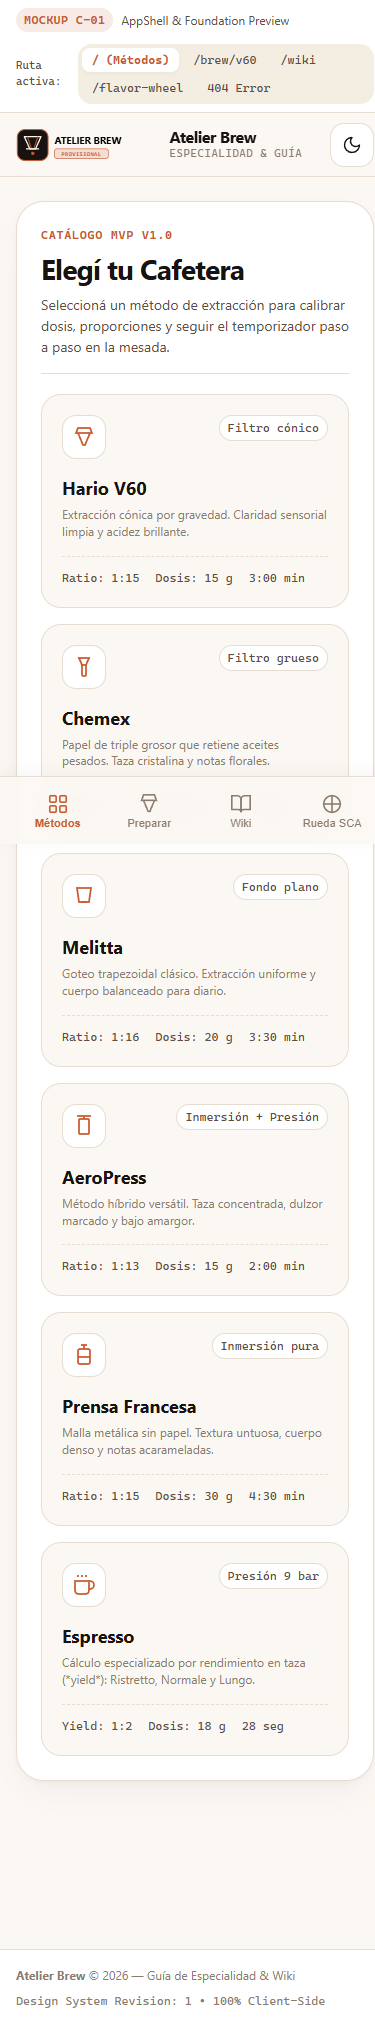 MOCKUP C-01 AppShell & Foundation Preview
Ruta activa:
/ (Métodos) /brew/v60 /wiki
/flavor-wheel 404 Error
ATELIER BREW
PROVISIONAL
Atelier Brew
ESPECIALIDAD & GUÍA
CATÁLOGO MVP V1.0
Elegí tu Cafetera
Seleccioná un método de extracción para calibrar
dosis, proporciones y seguir el temporizador paso
a paso en la mesada.
Filtro cónico
Hario V60
Extracción cónica por gravedad. Claridad sensorial
limpia y acidez brillante.
Ratio: 1:15 Dosis: 15 g 3:00 min
Filtro grueso
Chemex
Papel de triple grosor que retiene aceites
pesados. Taza cristalina y notas florales.
Métodos Preparar Wiki Rueda SCA
Fondo plano
Melitta
Goteo trapezoidal clásico. Extracción uniforme y
cuerpo balanceado para diario.
Ratio: 1:16 Dosis: 20 g 3:30 min
Inmersión + Presión
AeroPress
Método híbrido versátil. Taza concentrada, dulzor
marcado y bajo amargor.
Ratio: 1:13 Dosis: 15 g 2:00 min
Inmersión pura
Prensa Francesa
Malla metálica sin papel. Textura untuosa, cuerpo
denso y notas acarameladas.
Ratio: 1:15 Dosis: 30 g 4:30 min
Presión 9 bar
Espresso
Cálculo especializado por rendimiento en taza
(*yield*): Ristretto, Normale y Lungo.
Yield: 1:2 Dosis: 18 g 28 seg
Atelier Brew © 2026 — Guía de Especialidad & Wiki
Design System Revision: 1 • 100% Client-Side